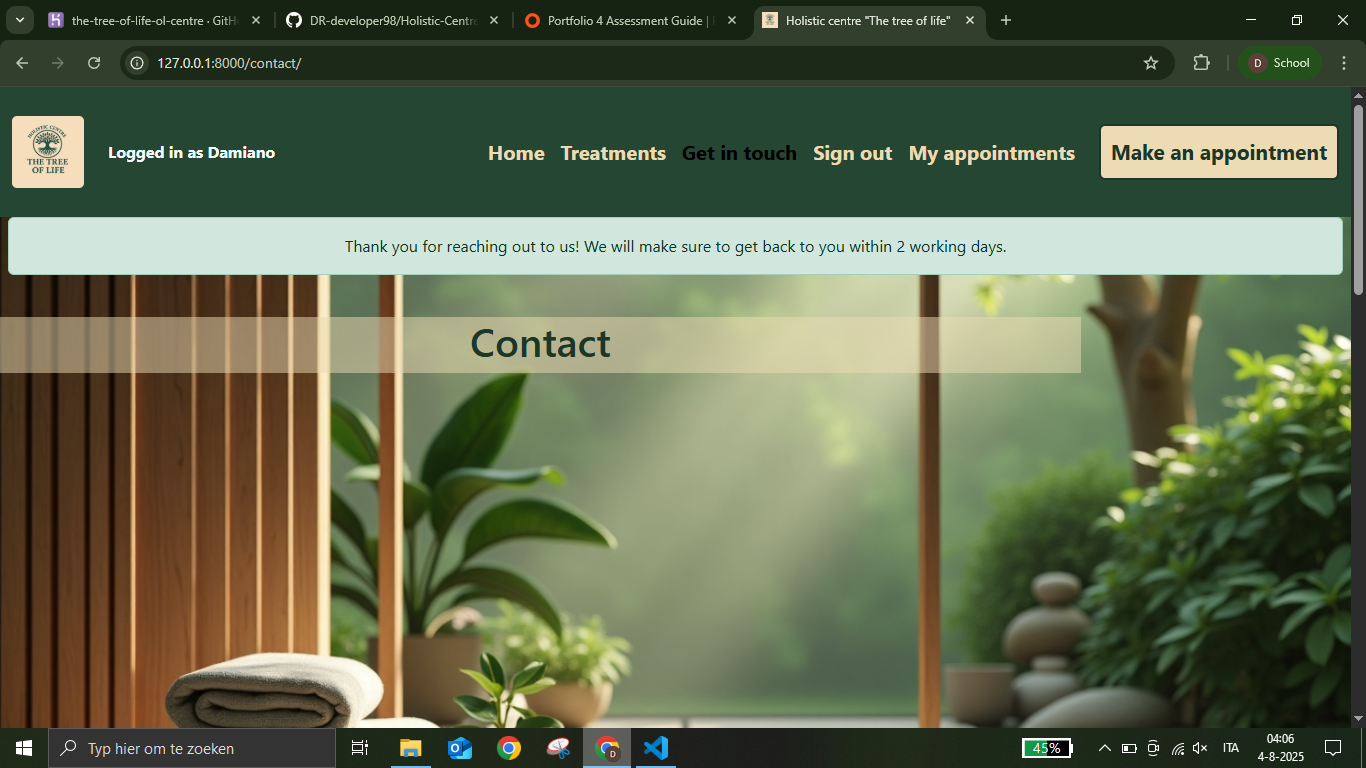 the-tree-of-life-ol-centre · GitH
DR-developer98/Holistic-Centre
Portfolio 4 Assessment Guide |
Holistic centre "The tree of life"
127.0.0.1:8000/contact/
D School
HOLISTIC CENTRE
THE TREE
OF LIFE
Logged in as Damiano
Home Treatments Get in touch Sign out My appointments Make an appointment
Thank you for reaching out to us! We will make sure to get back to you within 2 working days.
Contact
Typ hier om te zoeken
D
45%
ITA
04:06
4-8-2025